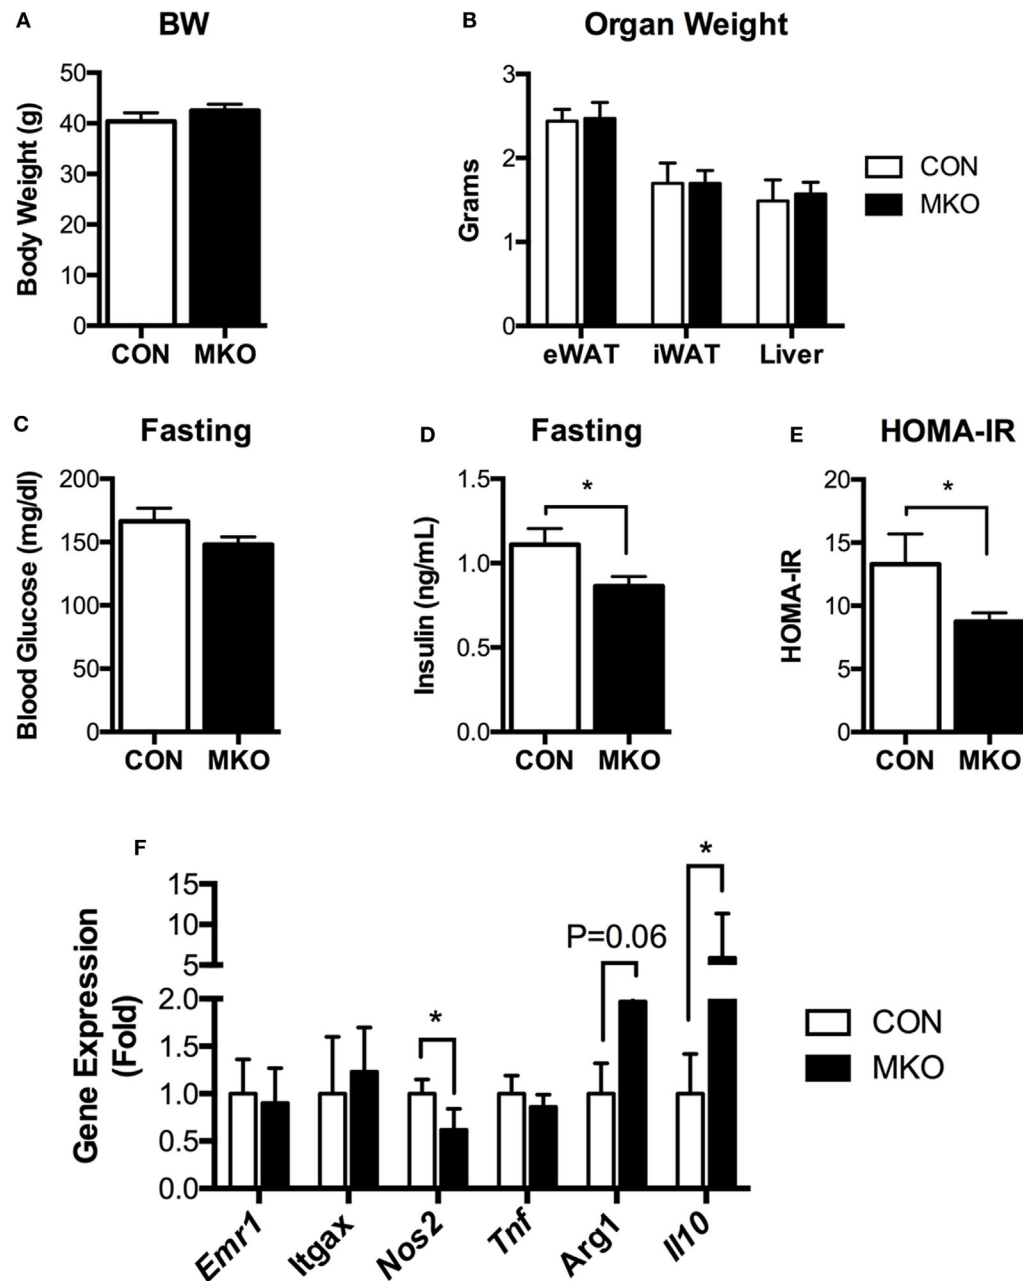 A
BW
Body Weight (g)
50
40
30
20
10
0
CON MKO
B
Organ Weight
Grams
3
2
1
0
eWAT iWAT Liver
CON
MKO
C
Fasting
Blood Glucose (mg/dl)
200
150
100
50
0
CON MKO
D
Fasting
Insulin (ng/mL)
1.5
1.0
0.5
0.0
*
CON MKO
E
HOMA-IR
HOMA-IR
20
15
10
5
0
*
CON MKO
F
Gene Expression
(Fold)
15
10
5
2.0
1.5
1.0
0.5
0.0
*
P=0.06
*
Emr1
Itgax
Nos2
Tnf
Arg1
Il10
CON
MKO